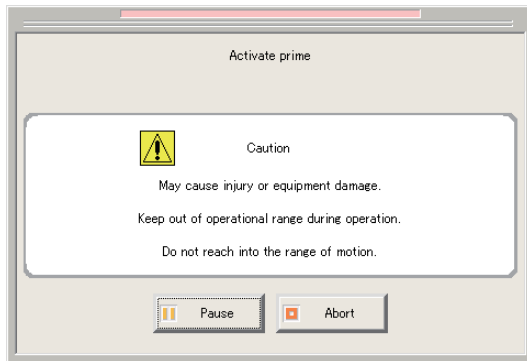 Activate prime
Caution
May cause injury or equipment damage.
Keep out of operational range during operation.
Do not reach into the range of motion.
Pause Abort